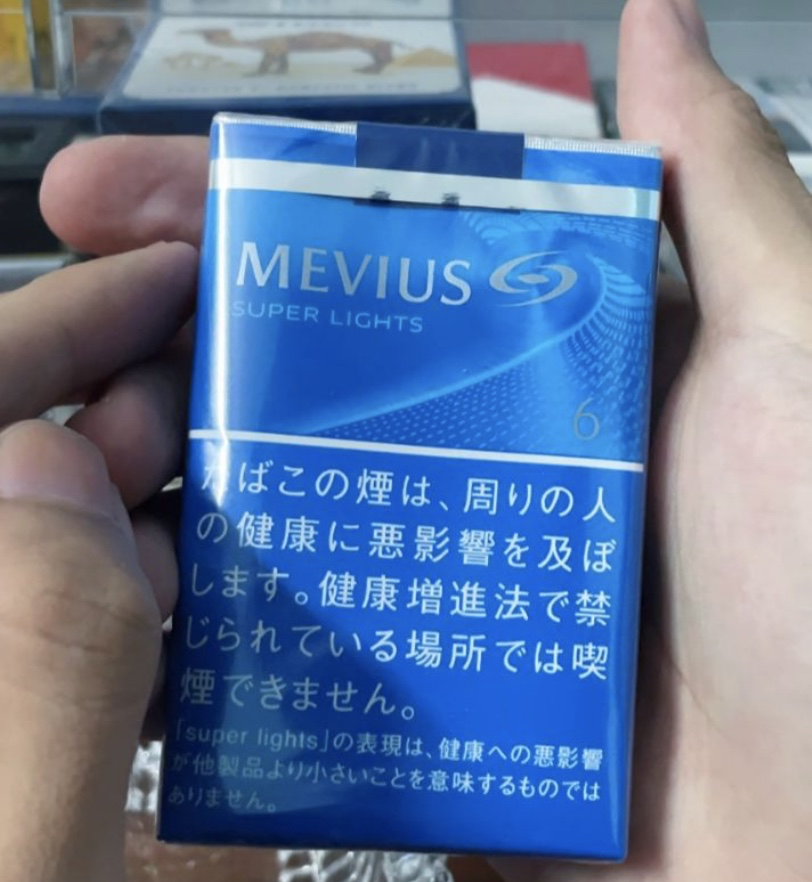 MEVIUS
SUPER LIGHTS
6
たばこの煙は、周りの人
の健康に悪影響を及ぼ
します。健康増進法で禁
じられている場所では喫
煙できません。
「super lights」の表現は、健康への悪影響
が他製品より小さいことを意味するものでは
ありません。